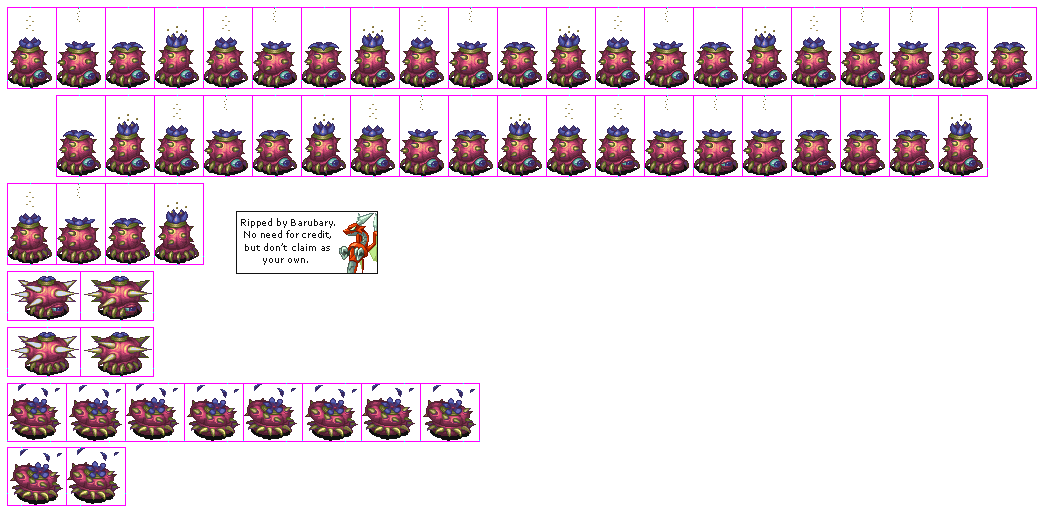 Ripped by Barubary.
No need for credit,
but don't claim as
your own.